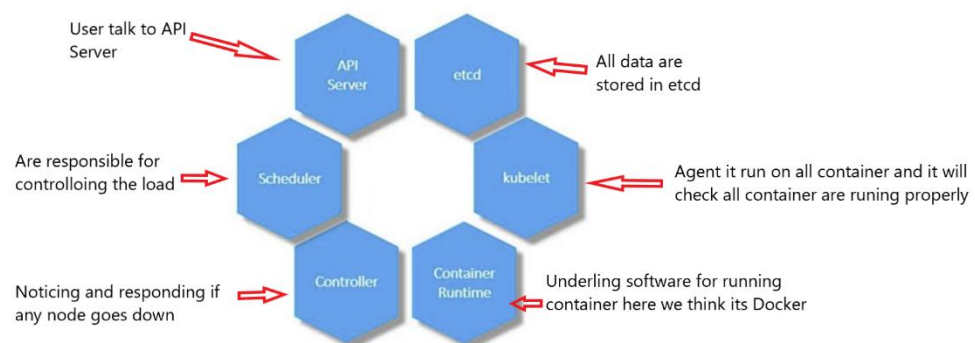 User talk to API
Server
API
Server
etcd
All data are
stored in etcd
Are responsible for
controlloing the load
Scheduler
kubelet
Agent it run on all container and it will
check all container are runing properly
Noticing and responding if
any node goes down
Controller
Container
Runtime
Underling software for running
container here we think its Docker